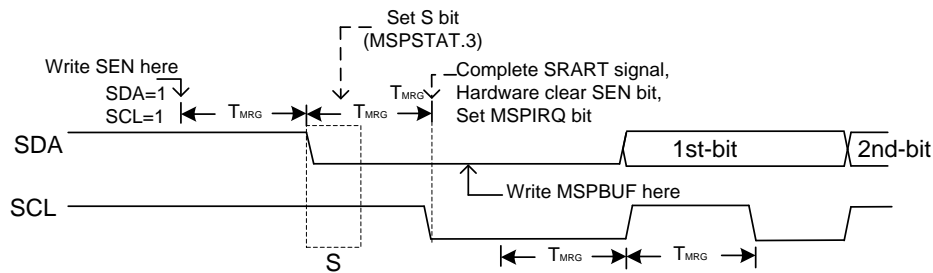 Set S bit
(MSPSTAT.3)
Write SEN here
SDA=1
SCL=1
TMRG
TMRG
TMRG
Complete SRART signal,
Hardware clear SEN bit,
Set MSPIRQ bit
SDA
1st-bit
2nd-bit
Write MSPBUF here
SCL
TMRG
TMRG
S